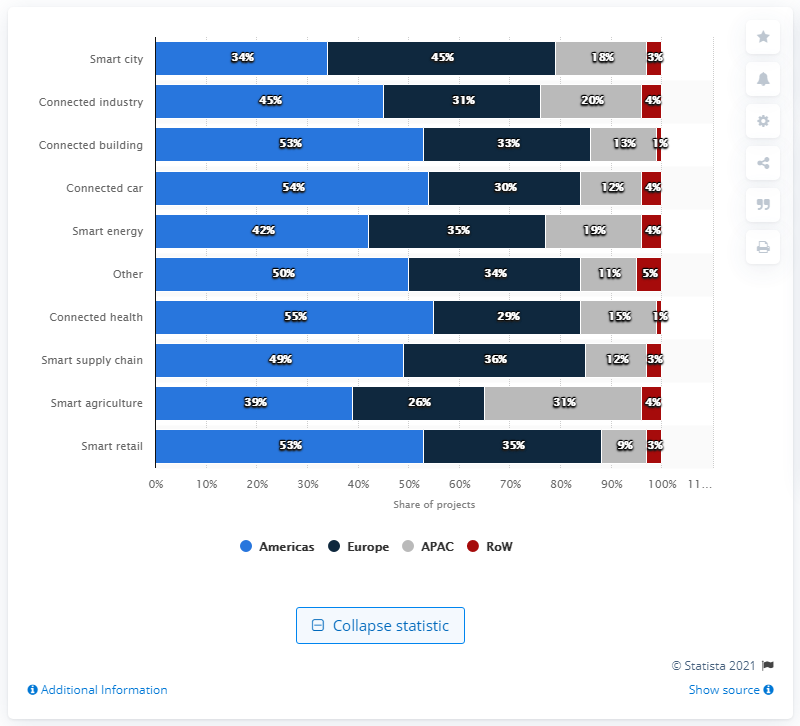 Smart city 34% 45% 18% 3%
Connected industry 45% 31% 20% 4%
Connected building 53% 33% 13% 1%
Connected car 54% 30% 12% 4%
Smart energy 42% 35% 19% 4%
Other 50% 34% 11% 5%
Connected health 55% 29% 15% 1%
Smart supply chain 49% 36% 12% 3%
Smart agriculture 39% 26% 31% 4%
Smart retail 53% 35% 9% 3%
0% 10% 20% 30% 40% 50% 60% 70% 80% 90% 100% 11...
Share of projects
Americas Europe APAC RoW
Collapse statistic
© Statista 2021
Additional Information Show source